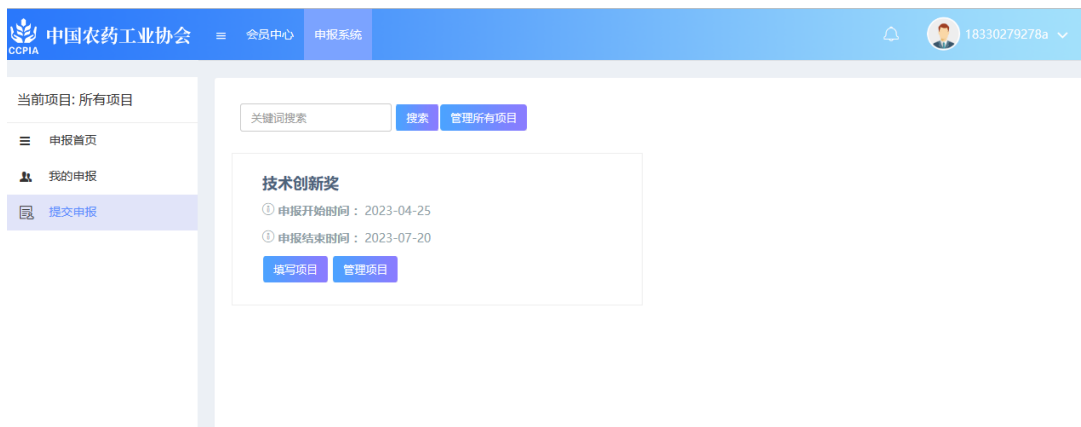 CCPIA
中国农药工业协会
会员中心
申报系统
18330279278a
当前项目: 所有项目
申报首页
我的申报
提交申报
关键词搜索
搜索
管理所有项目
技术创新奖
申报开始时间： 2023-04-25
申报结束时间： 2023-07-20
填写项目
管理项目